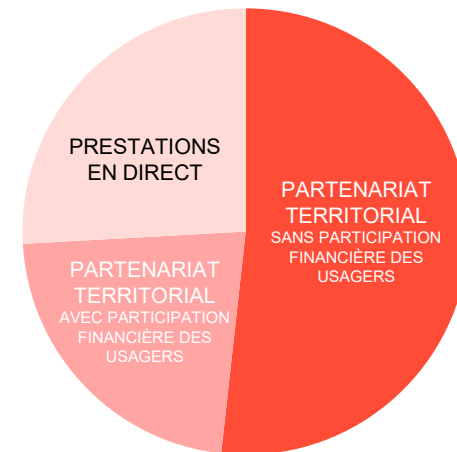 PRESTATIONS
EN DIRECT
PARTENARIAT
TERRITORIAL
SANS PARTICIPATION
FINANCIÈRE DES
USAGERS
PARTENARIAT
TERRITORIAL
AVEC PARTICIPATION
FINANCIÈRE DES
USAGERS